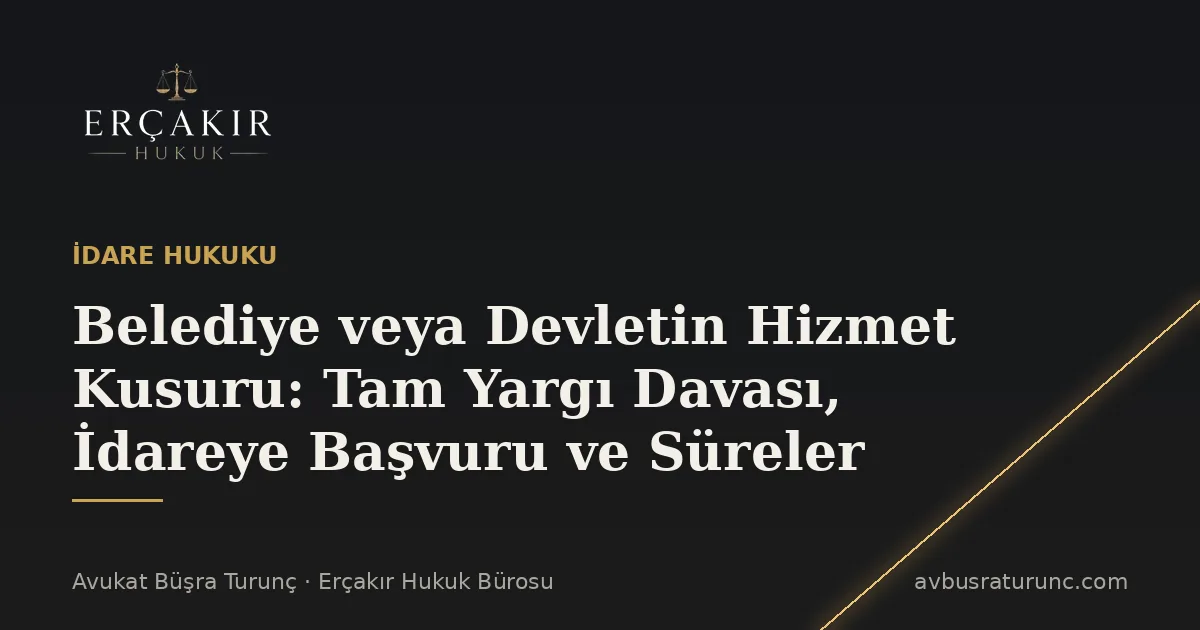 ERÇAKIR
HUKUK
İDARE HUKUKU
Belediye veya Devletin Hizmet
Kusuru: Tam Yargı Davası,
İdareye Başvuru ve Süreler
Avukat Büşra Turunç · Erçakır Hukuk Bürosu
avbusraturunc.com